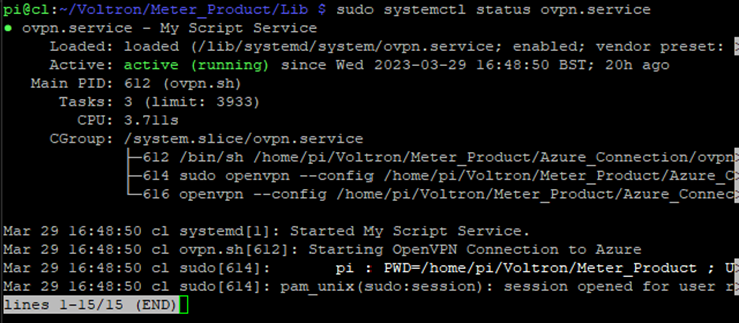 pi@cl:~/Voltron/Meter_Product/Lib $ sudo systemctl status ovpn.service
● ovpn.service - My Script Service
Loaded: loaded (/lib/systemd/system/ovpn.service; enabled; vendor preset: >
Active: active (running) since Wed 2023-03-29 16:48:50 BST; 20h ago
Main PID: 612 (ovpn.sh)
Tasks: 3 (limit: 3933)
CPU: 3.711s
CGroup: /system.slice/ovpn.service
├─612 /bin/sh /home/pi/Voltron/Meter_Product/Azure_Connection/ovpn>
├─614 sudo openvpn --config /home/pi/Voltron/Meter_Product/Azure_C>
└─616 openvpn --config /home/pi/Voltron/Meter_Product/Azure_Connec>
Mar 29 16:48:50 cl systemd[1]: Started My Script Service.
Mar 29 16:48:50 cl ovpn.sh[612]: Starting OpenVPN Connection to Azure
Mar 29 16:48:50 cl sudo[614]: pi : PWD=/home/pi/Voltron/Meter_Product ; U>
Mar 29 16:48:50 cl sudo[614]: pam_unix(sudo:session): session opened for user r>
lines 1-15/15 (END)